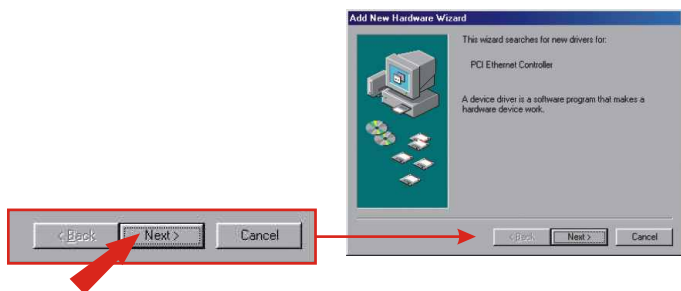 Add New Hardware Wizard
This wizard searches for new drivers for:
PCI Ethernet Controller
A device driver is a software program that makes a
hardware device work.
< Back Next > Cancel
< Back Next > Cancel